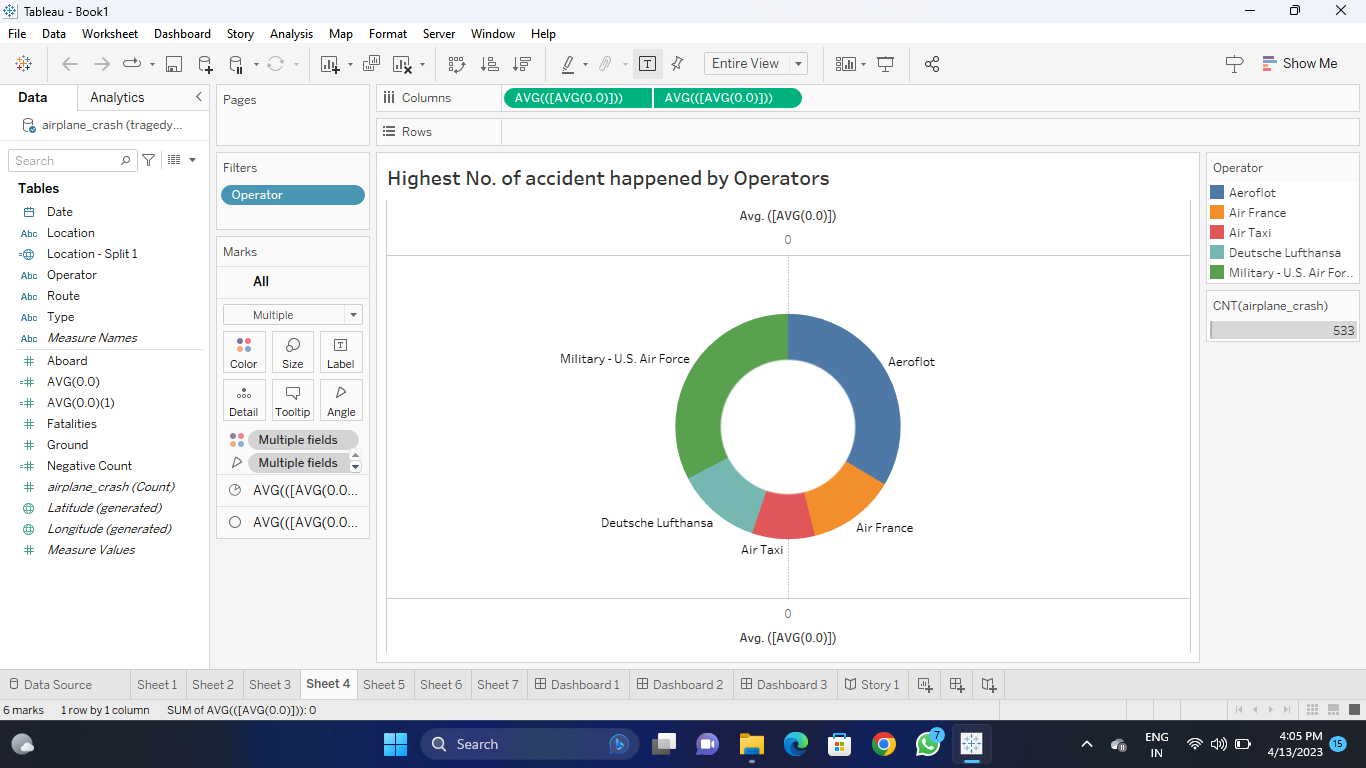 Tableau - Book1
File Data Worksheet Dashboard Story Analysis Map Format Server Window Help
Entire View
Show Me
Data Analytics
airplane_crash (tragedy...
Search
Tables
Date
Abc Location
Location - Split 1
Abc Operator
Abc Route
Abc Type
Abc Measure Names
Aboard
AVG(0.0)
AVG(0.0)(1)
Fatalities
Ground
Negative Count
airplane_crash (Count)
Latitude (generated)
Longitude (generated)
Measure Values
Pages
Filters
Operator
Marks
All
Multiple
Color Size Label
Detail Tooltip Angle
Multiple fields
Multiple fields
AVG(([AVG(0.0...
AVG(([AVG(0.0...
Columns AVG(([AVG(0.0)])) AVG(([AVG(0.0)]))
Rows
Highest No. of accident happened by Operators
Avg. ([AVG(0.0)])
0
Military - U.S. Air Force
Aeroflot
Deutsche Lufthansa
Air France
Air Taxi
0
Avg. ([AVG(0.0)])
Operator
Aeroflot
Air France
Air Taxi
Deutsche Lufthansa
Military - U.S. Air For..
CNT(airplane_crash)
533
Data Source Sheet 1 Sheet 2 Sheet 3 Sheet 4 Sheet 5 Sheet 6 Sheet 7 Dashboard 1 Dashboard 2 Dashboard 3 Story 1
6 marks 1 row by 1 column SUM of AVG(([AVG(0.0)])): 0
Search
7
ENG
IN
4:05 PM
4/13/2023
15